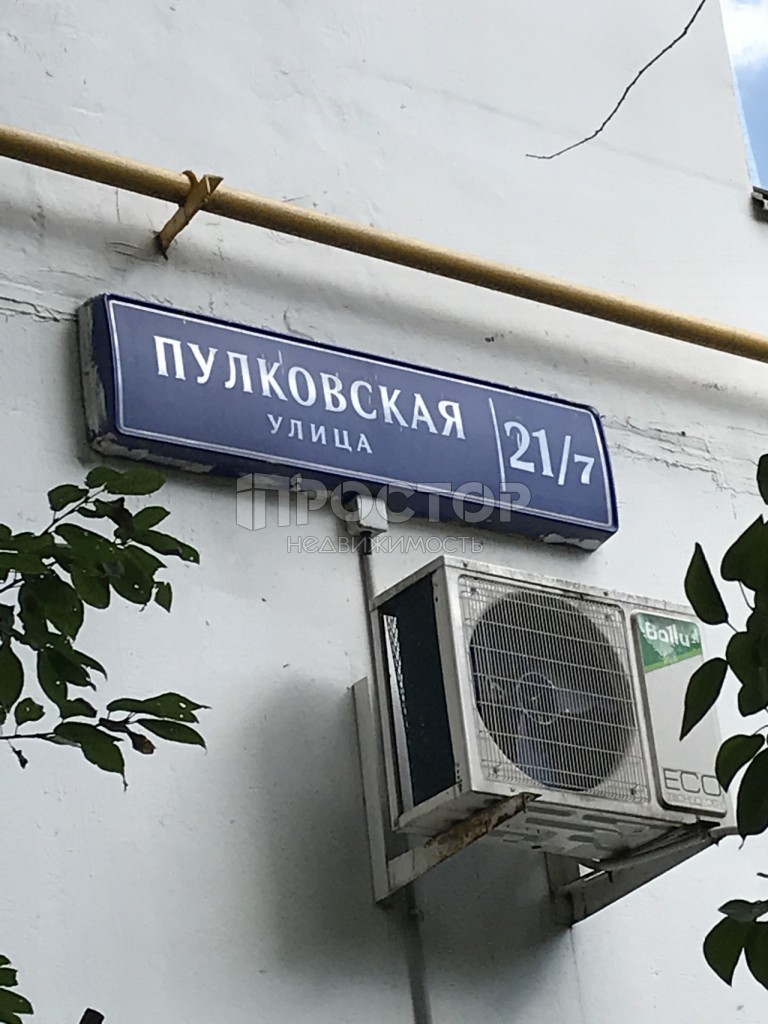 ПУЛКОВСКАЯ
УЛИЦА
21/7
ПРОСТОР
НЕДВИЖИМОСТЬ
Ballu
ECO